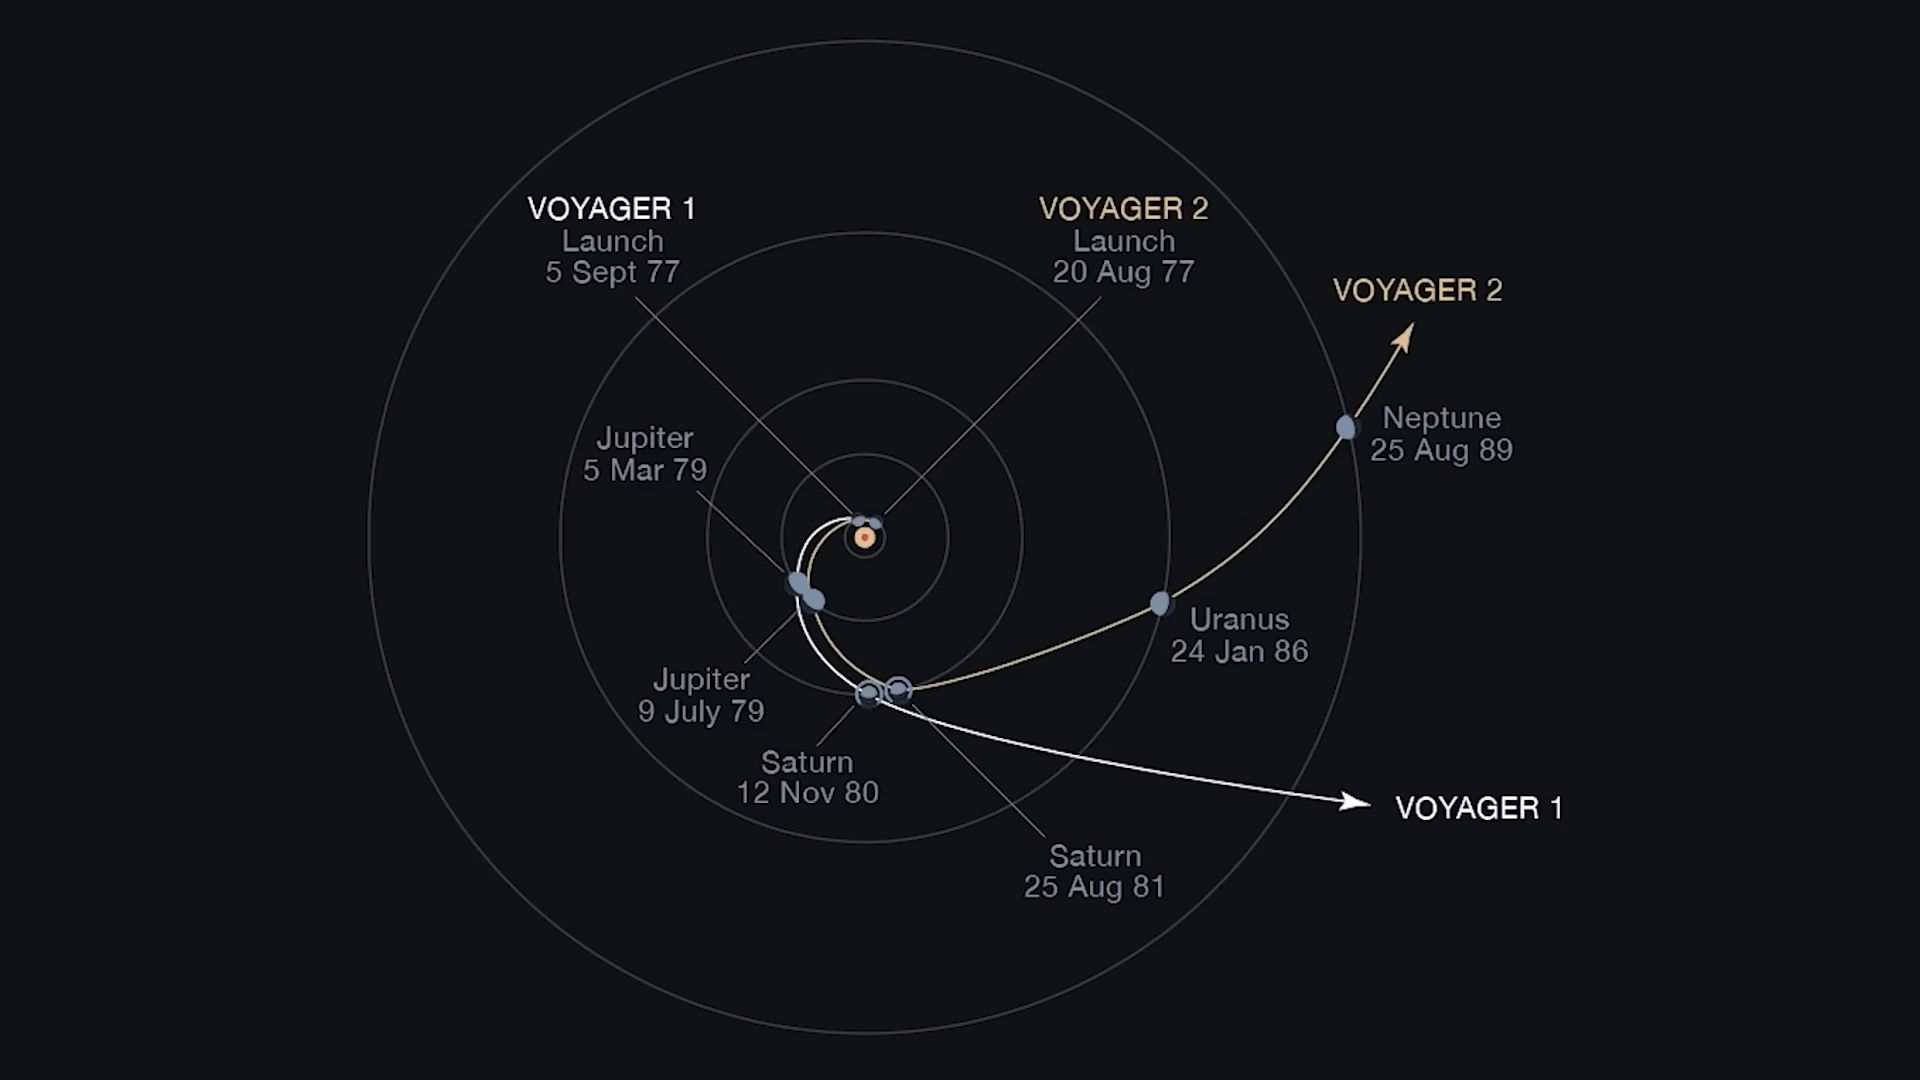 VOYAGER 1
Launch
5 Sept 77
VOYAGER 2
Launch
20 Aug 77
VOYAGER 2
Neptune
25 Aug 89
Jupiter
5 Mar 79
Uranus
24 Jan 86
Jupiter
9 July 79
Saturn
12 Nov 80
VOYAGER 1
Saturn
25 Aug 81